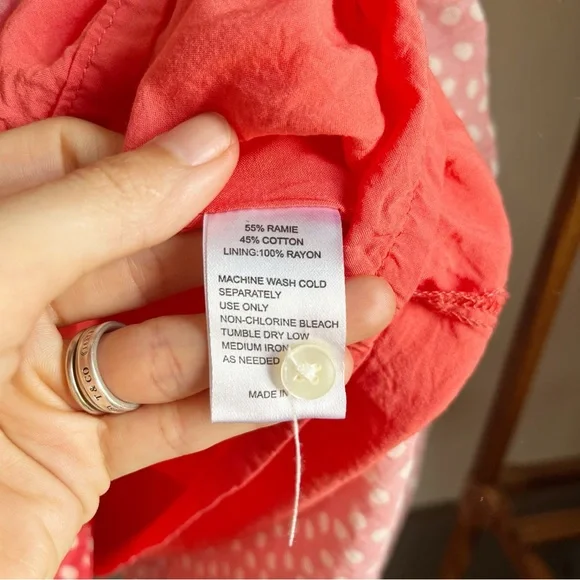 55% RAMIE
45% COTTON
LINING:100% RAYON
MACHINE WASH COLD
SEPARATELY
USE ONLY
NON-CHLORINE BLEACH
TUMBLE DRY LOW
MEDIUM IRON
AS NEEDED
MADE IN
T&CO